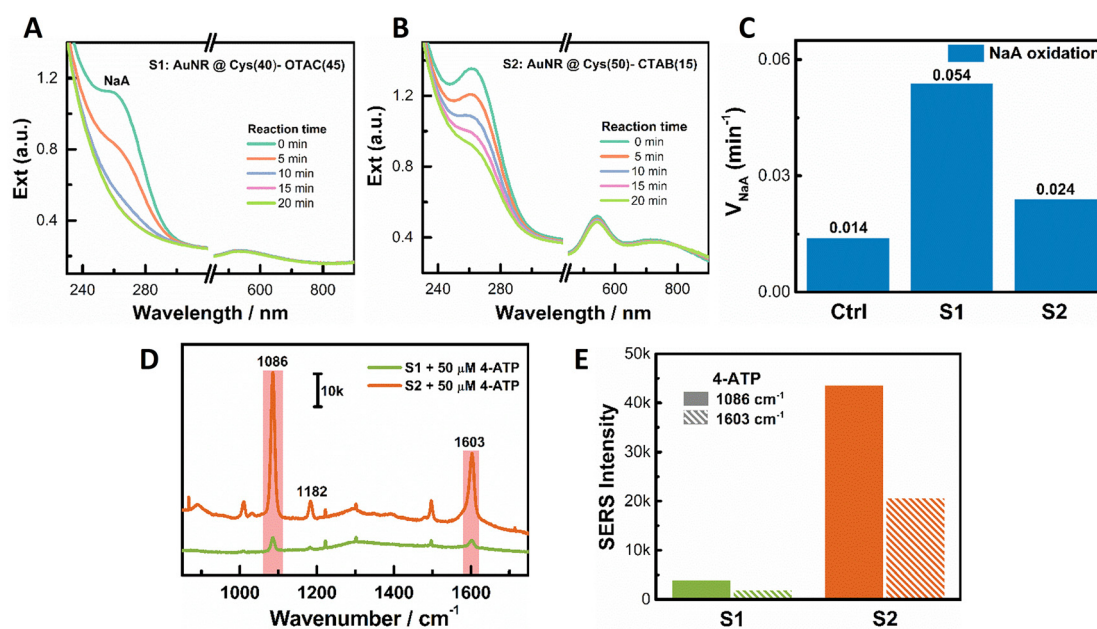 A
S1: AuNR @ Cys(40)- OTAC(45)
NaA
Reaction time
0 min
5 min
10 min
15 min
20 min
Ext (a.u.)
1.2
0.8
0.4
240
280
600
800
Wavelength / nm
B
S2: AuNR @ Cys(50)- CTAB(15)
Reaction time
0 min
5 min
10 min
15 min
20 min
Ext (a.u.)
1.2
0.8
0.4
240
280
400
600
800
Wavelength / nm
C
NaA oxidation
V_NaA (min⁻¹)
0.06
0.03
0.00
0.014
0.054
0.024
Ctrl
S1
S2
D
1086
10k
S1 + 50 μM 4-ATP
S2 + 50 μM 4-ATP
1182
1603
1000
1200
1400
1600
Wavenumber / cm⁻¹
E
4-ATP
1086 cm⁻¹
1603 cm⁻¹
SERS Intensity
50k
40k
30k
20k
10k
0
S1
S2